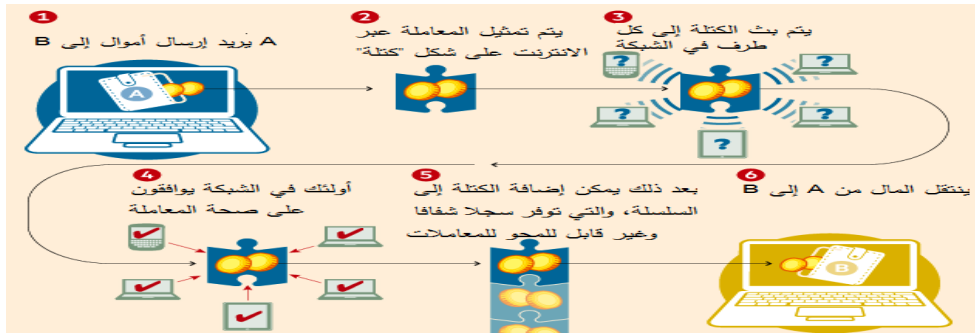 1
A يُريد إرسال أموال إلى B
A
2
يتم تمثيل المعاملة عبر
الانترنت على شكل "كتلة"
3
يتم بث الكتلة إلى كل
طرف في الشبكة
?
?
?
?
?
4
أولئك في الشبكة يوافقون
على صحة المعاملة
5
بعد ذلك يمكن إضافة الكتلة إلى
السلسلة، والتي توفر سجلا شفافا
وغير قابل للمحو للمعاملات
6
ينتقل المال من A إلى B
B